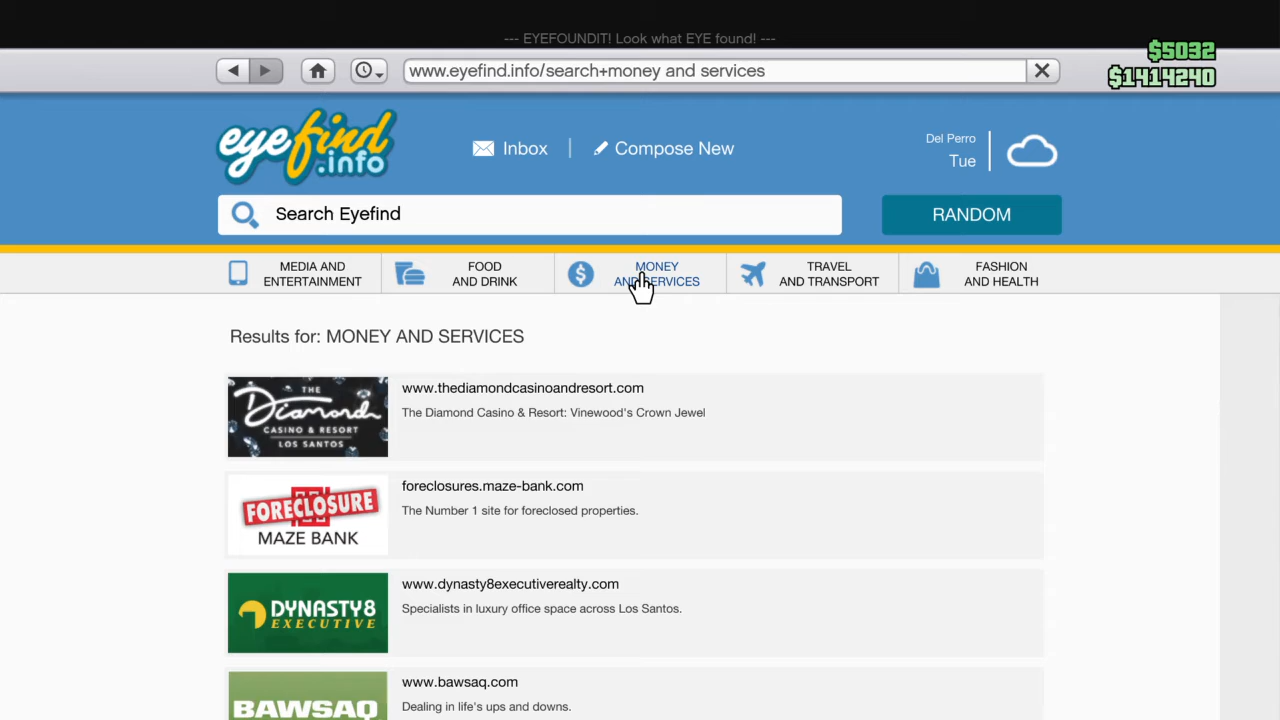 --- EYEFOUNDIT! Look what EYE found! ---
$5032
$1414240
www.eyefind.info/search+money and services
eyefind
.info
Inbox
Compose New
Del Perro
Tue
Search Eyefind
RANDOM
MEDIA AND
ENTERTAINMENT
FOOD
AND DRINK
MONEY
AND SERVICES
TRAVEL
AND TRANSPORT
FASHION
AND HEALTH
Results for: MONEY AND SERVICES
THE
Diamond
CASINO & RESORT
LOS SANTOS
www.thediamondcasinoandresort.com
The Diamond Casino & Resort: Vinewood's Crown Jewel
FORECLOSURE
MAZE BANK
foreclosures.maze-bank.com
The Number 1 site for foreclosed properties.
DYNASTY8
EXECUTIVE
www.dynasty8executiverealty.com
Specialists in luxury office space across Los Santos.
BAWSAQ
www.bawsaq.com
Dealing in life's ups and downs.